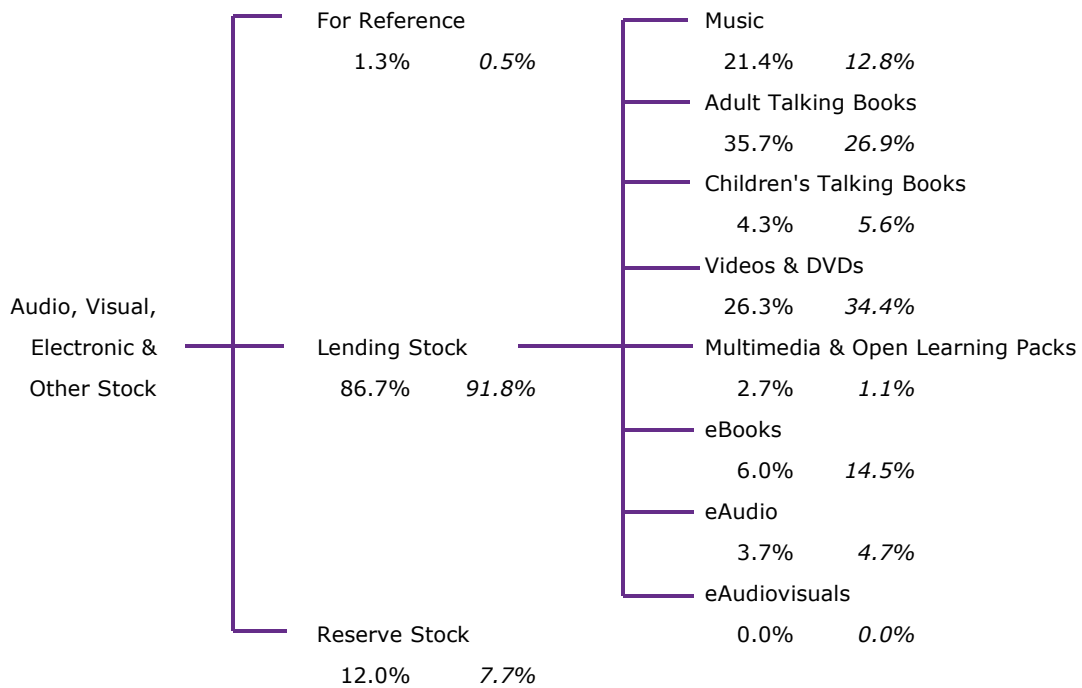 Audio, Visual,
Electronic &
Other Stock
For Reference
1.3% 0.5%
Lending Stock
86.7% 91.8%
Reserve Stock
12.0% 7.7%
Music
21.4% 12.8%
Adult Talking Books
35.7% 26.9%
Children's Talking Books
4.3% 5.6%
Videos & DVDs
26.3% 34.4%
Multimedia & Open Learning Packs
2.7% 1.1%
eBooks
6.0% 14.5%
eAudio
3.7% 4.7%
eAudiovisuals
0.0% 0.0%